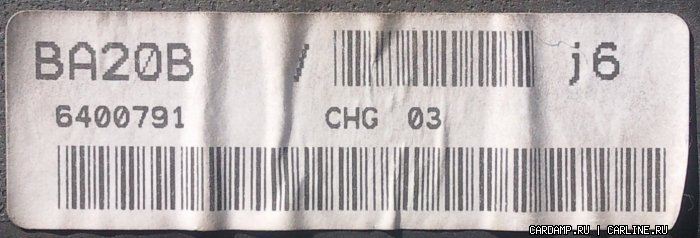 BA20B / j6
6400791 CHG 03
CARDAMP.RU | CARLINE.RU